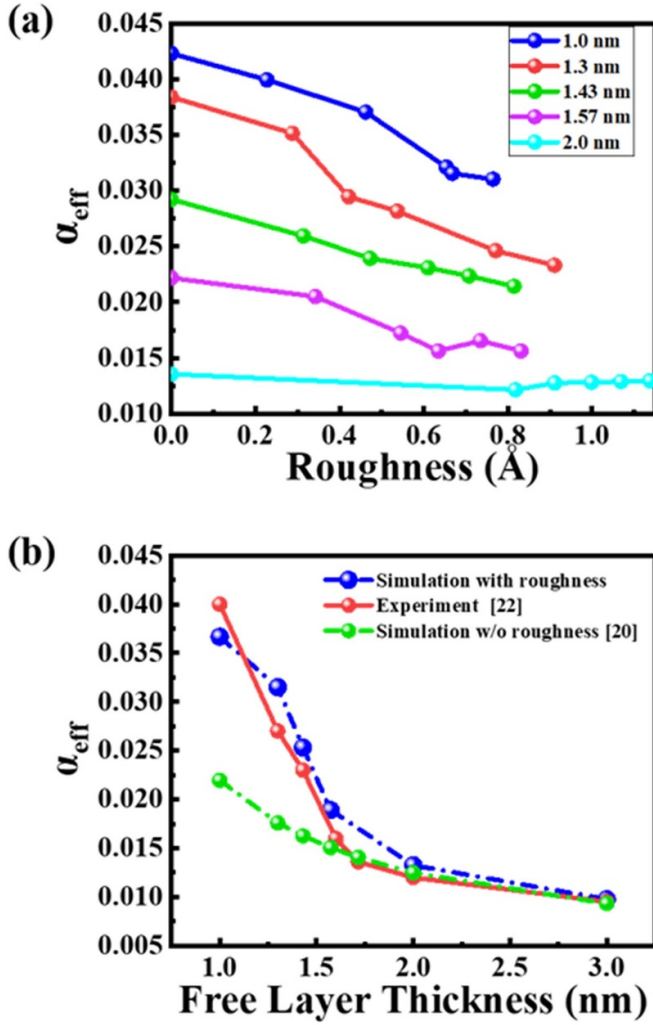 (a)
0.045
0.040
0.035
0.030
0.025
0.020
0.015
0.010
αeff
1.0 nm
1.3 nm
1.43 nm
1.57 nm
2.0 nm
0.0 0.2 0.4 0.6 0.8 1.0
Roughness (Å)
(b)
0.045
0.040
0.035
0.030
0.025
0.020
0.015
0.010
0.005
αeff
Simulation with roughness
Experiment [22]
Simulation w/o roughness [20]
1.0 1.5 2.0 2.5 3.0
Free Layer Thickness (nm)